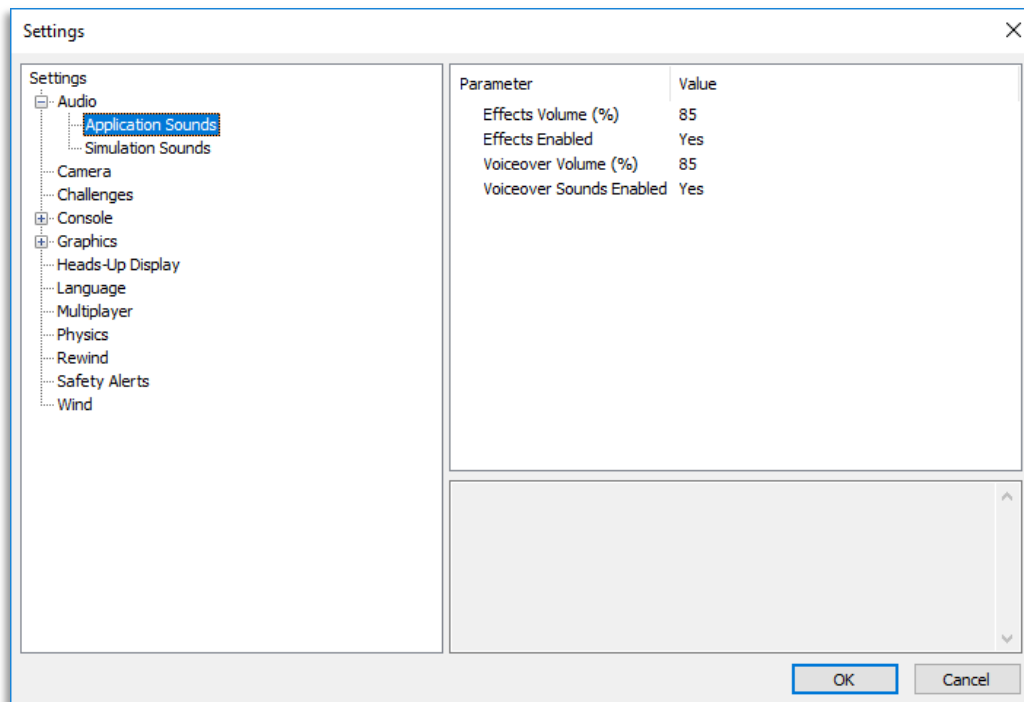 Settings
Settings
Audio
Application Sounds
Simulation Sounds
Camera
Challenges
Console
Graphics
Heads-Up Display
Language
Multiplayer
Physics
Rewind
Safety Alerts
Wind
Parameter Value
Effects Volume (%) 85
Effects Enabled Yes
Voiceover Volume (%) 85
Voiceover Sounds Enabled Yes
OK Cancel